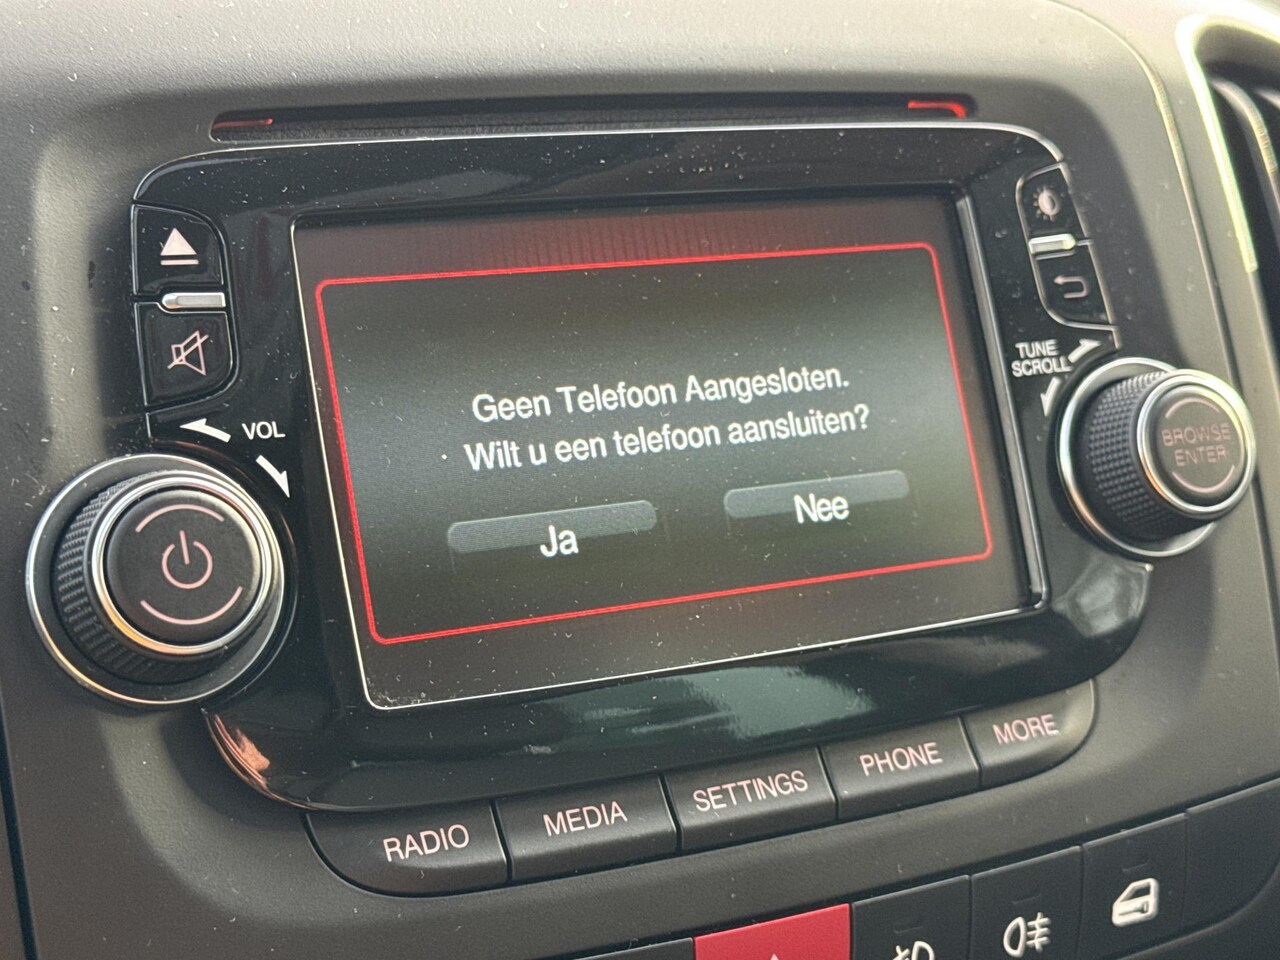 VOL
TUNE
SCROLL
BROWSE
ENTER
Geen Telefoon Aangesloten.
Wilt u een telefoon aansluiten?
Ja
Nee
RADIO
MEDIA
SETTINGS
PHONE
MORE